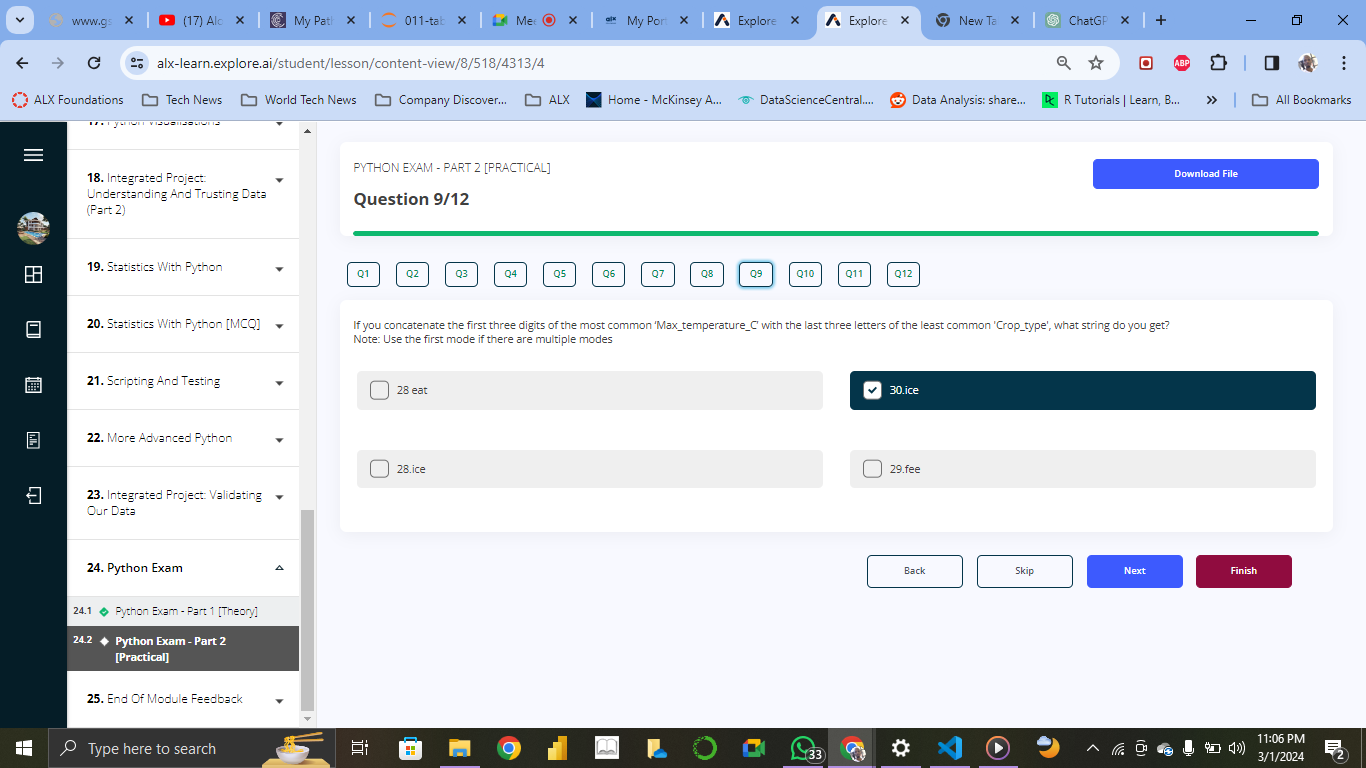 www.gs
(17) Alo
My Path
011-tab
Mee
My Port
Explore
Explore
New Ta
ChatGP
alx-learn.explore.ai/student/lesson/content-view/8/518/4313/4
ABP
ALX Foundations
Tech News
World Tech News
Company Discover...
ALX
Home - McKinsey A...
DataScienceCentral....
Data Analysis: share...
R Tutorials | Learn, B...
»
All Bookmarks
17. Python Visualisations
18. Integrated Project:
Understanding And Trusting Data
(Part 2)
19. Statistics With Python
20. Statistics With Python [MCQ]
21. Scripting And Testing
22. More Advanced Python
23. Integrated Project: Validating
Our Data
24. Python Exam
24.1 Python Exam - Part 1 [Theory]
24.2 Python Exam - Part 2
[Practical]
25. End Of Module Feedback
PYTHON EXAM - PART 2 [PRACTICAL]
Download File
Question 9/12
Q1 Q2 Q3 Q4 Q5 Q6 Q7 Q8 Q9 Q10 Q11 Q12
If you concatenate the first three digits of the most common 'Max_temperature_C' with the last three letters of the least common 'Crop_type', what string do you get?
Note: Use the first mode if there are multiple modes
28 eat
30.ice
28.ice
29.fee
Back
Skip
Next
Finish
Type here to search
33
11:06 PM
3/1/2024
2